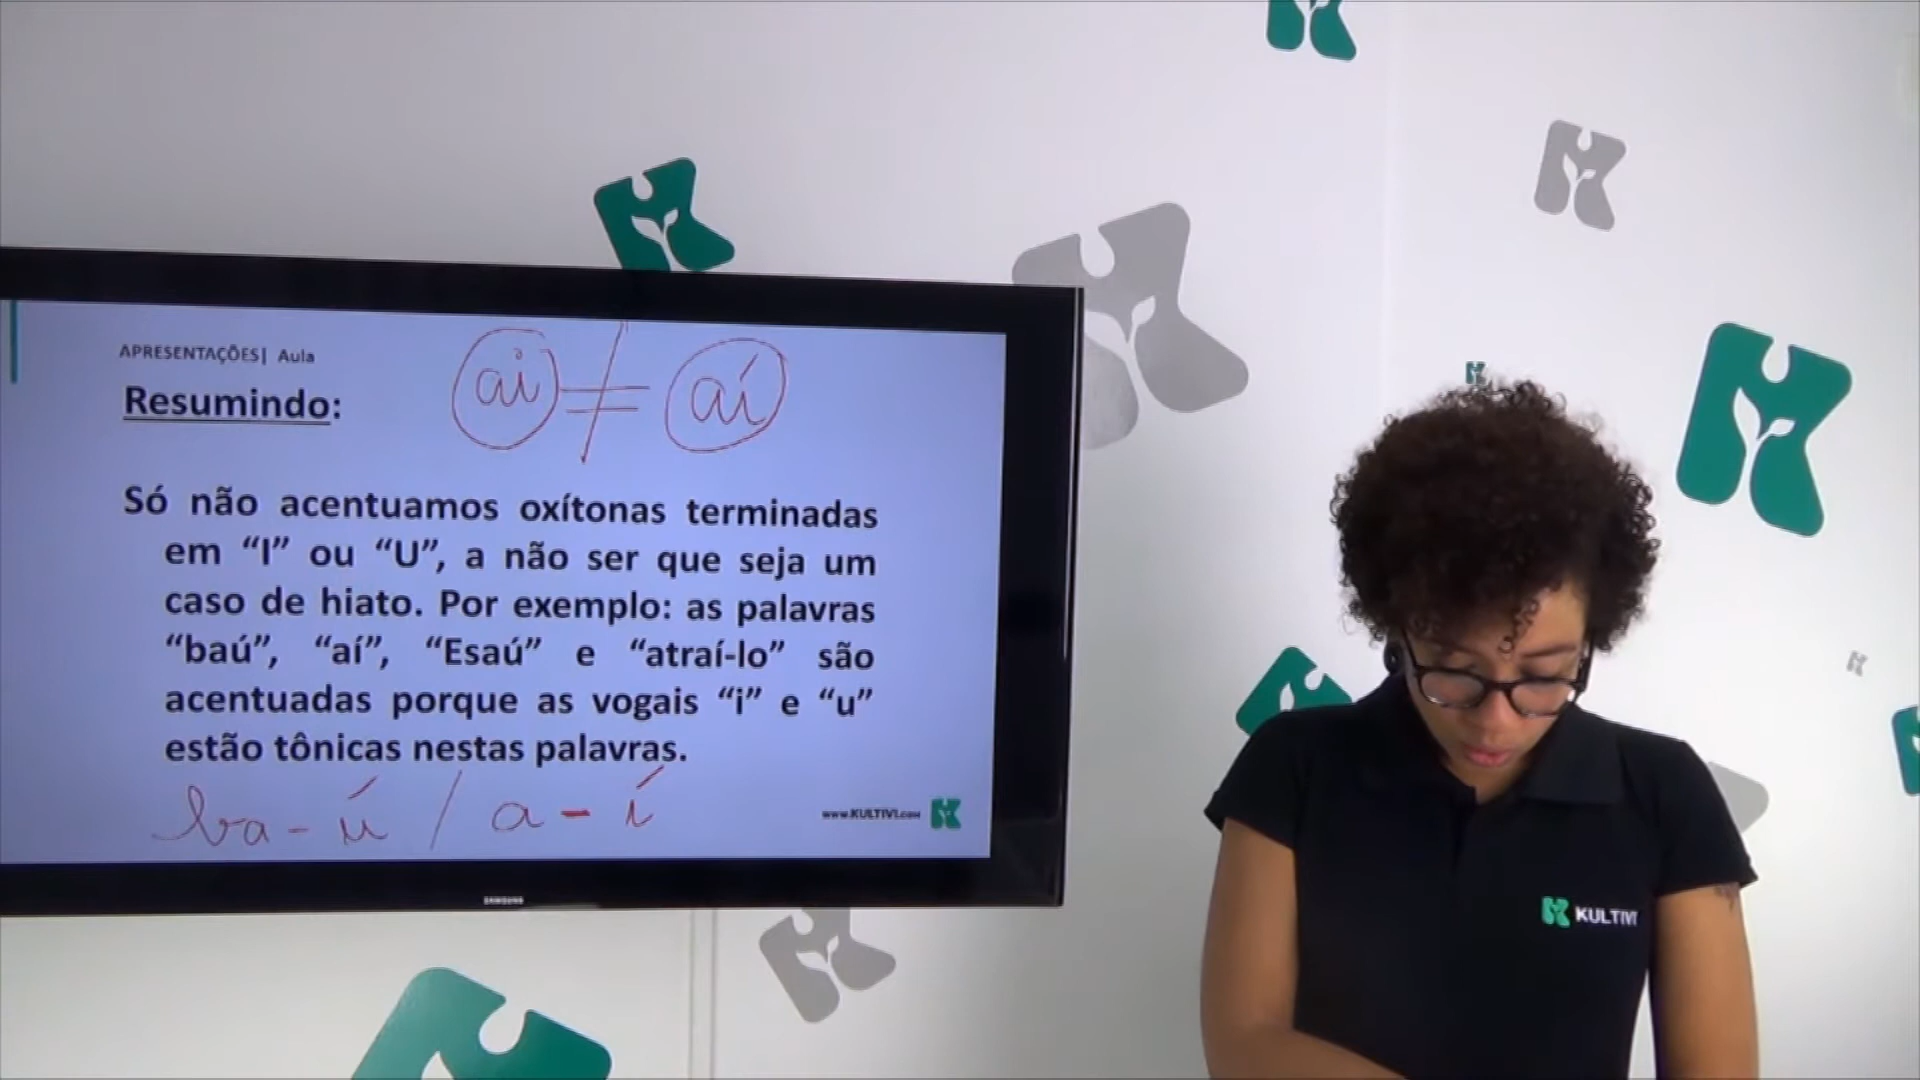 APRESENTAÇÕES| Aula
ai ≠ aí
Resumindo:
Só não acentuamos oxítonas terminadas
em “I” ou “U”, a não ser que seja um
caso de hiato. Por exemplo: as palavras
“baú”, “aí”, “Esaú” e “atraí-lo” são
acentuadas porque as vogais “i” e “u”
estão tônicas nestas palavras.
ba - ú / a - í
www.KULTIVI.com
SAMSUNG
KULTIVI